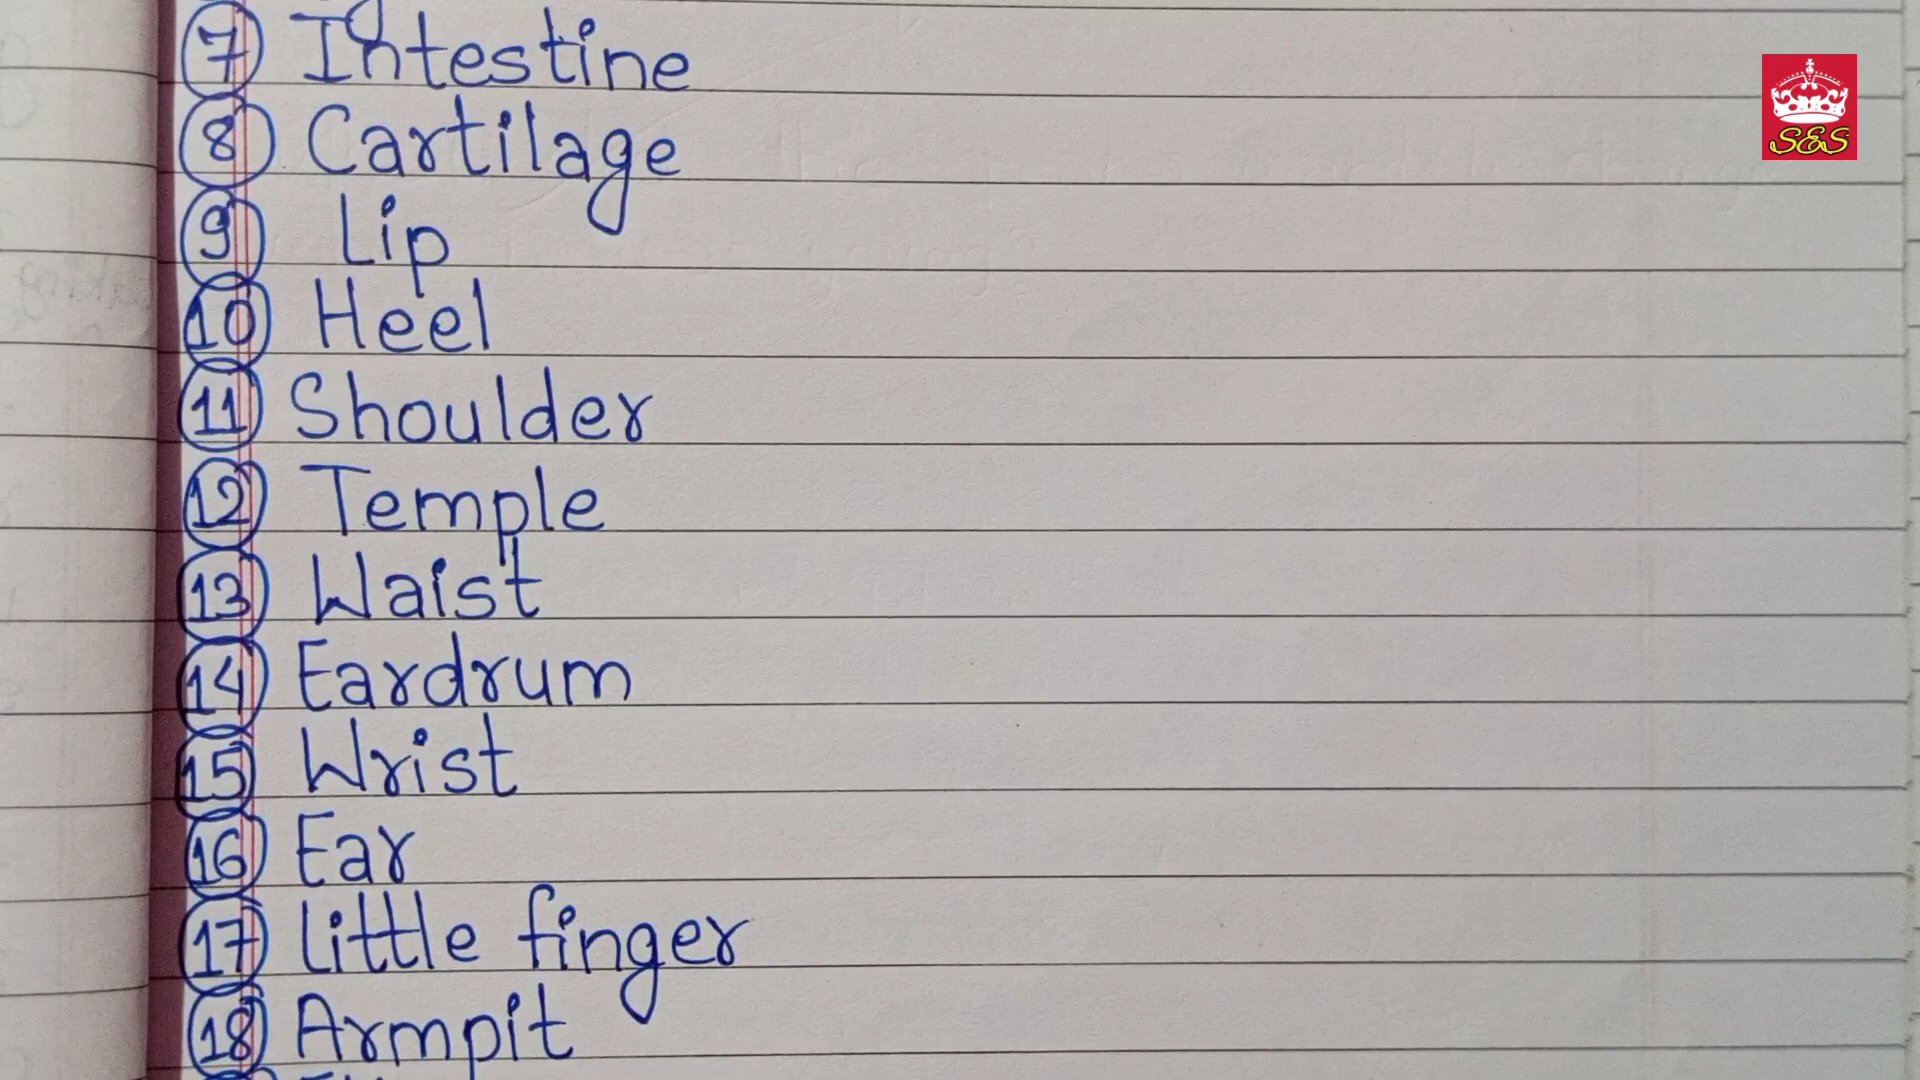 7 Intestine
8 Cartilage
9 Lip
10 Heel
11 Shoulder
12 Temple
13 Waist
14 Eardrum
15 Wrist
16 Ear
17 little finger
18 Armpit
S&S